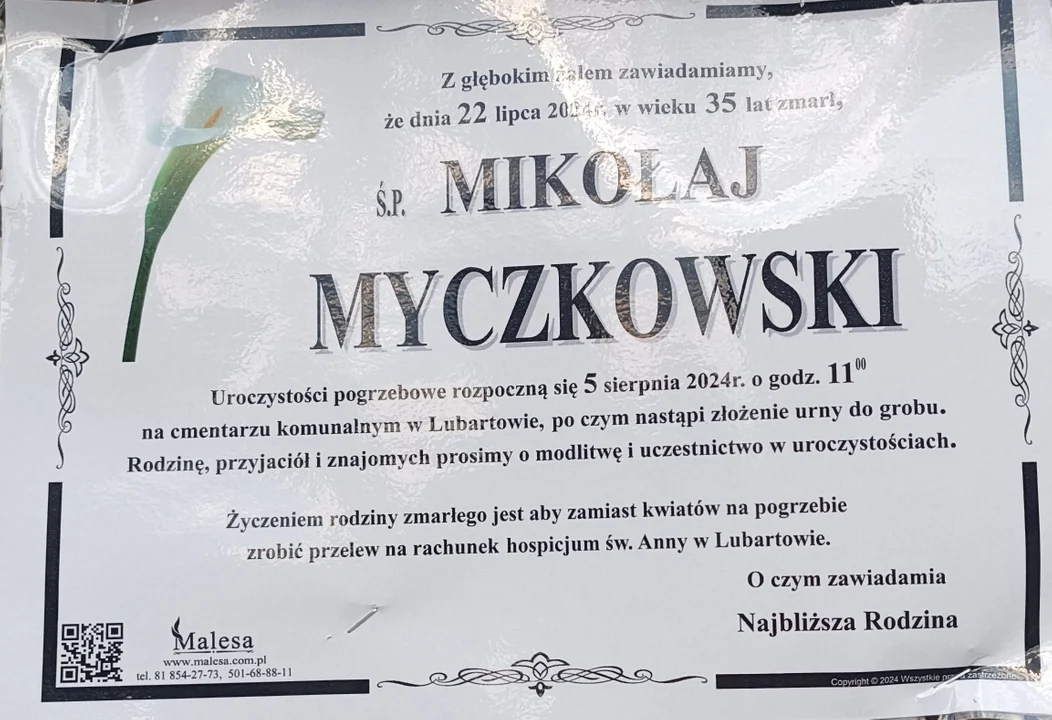 Z głębokim żalem zawiadamiamy,
że dnia 22 lipca 2024r. w wieku 35 lat zmarł,
Ś.P. MIKOŁAJ
MYCZKOWSKI
Uroczystości pogrzebowe rozpoczną się 5 sierpnia 2024r. o godz. 11⁰⁰
na cmentarzu komunalnym w Lubartowie, po czym nastąpi złożenie urny do grobu.
Rodzinę, przyjaciół i znajomych prosimy o modlitwę i uczestnictwo w uroczystościach.
Życzeniem rodziny zmarłego jest aby zamiast kwiatów na pogrzebie
zrobić przelew na rachunek hospicjum św. Anny w Lubartowie.
O czym zawiadamia
Najbliższa Rodzina
Malesa
www.malesa.com.pl
tel. 81 854-27-73, 501-68-88-11
Copyright © 2024 Wszystkie prawa zastrzeżone